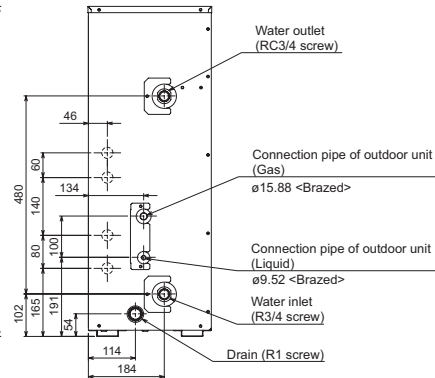 Water outlet
(RC3/4 screw)
46
60
Connection pipe of outdoor unit
(Gas)
134
480
140
ø15.88 <Brazed>
100
Connection pipe of outdoor unit
(Liquid)
80
ø9.52 <Brazed>
Water inlet
(R3/4 screw)
102
165
191
54
Drain (R1 screw)
114
184